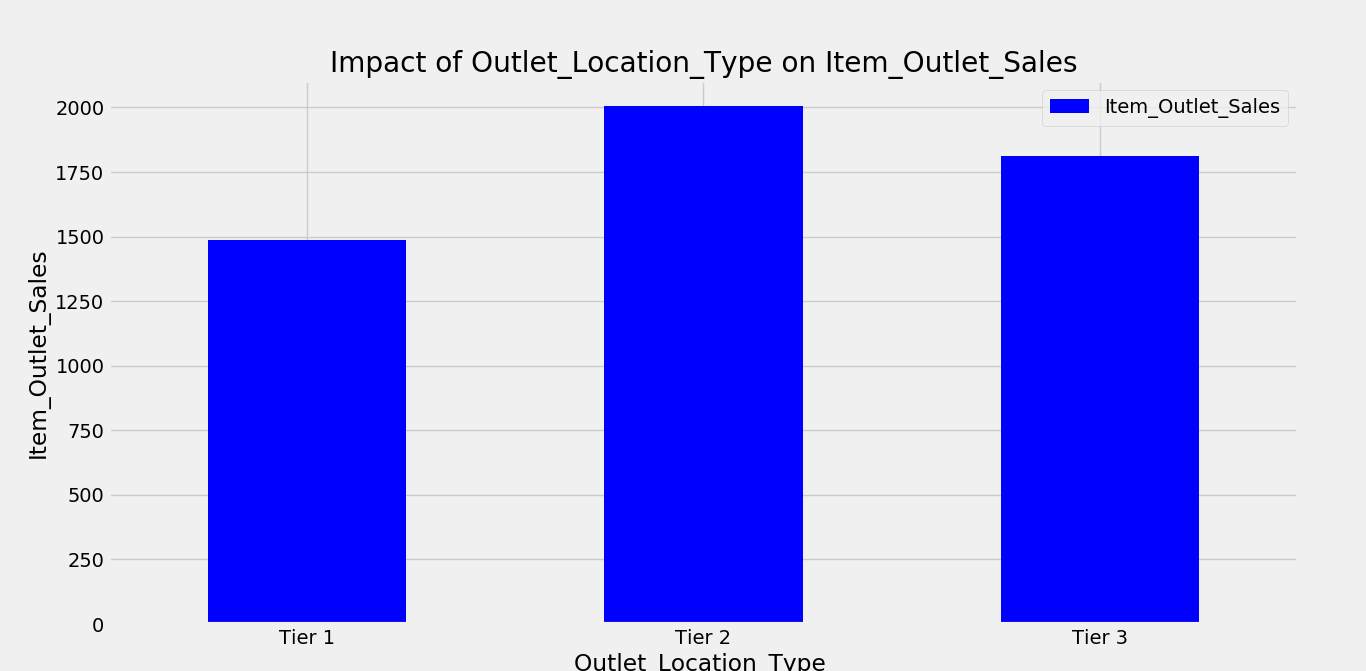 Impact of Outlet_Location_Type on Item_Outlet_Sales
Item_Outlet_Sales
2000
1750
1500
1250
1000
750
500
250
0
Item_Outlet_Sales
Tier 1
Tier 2
Tier 3
Outlet_Location_Type